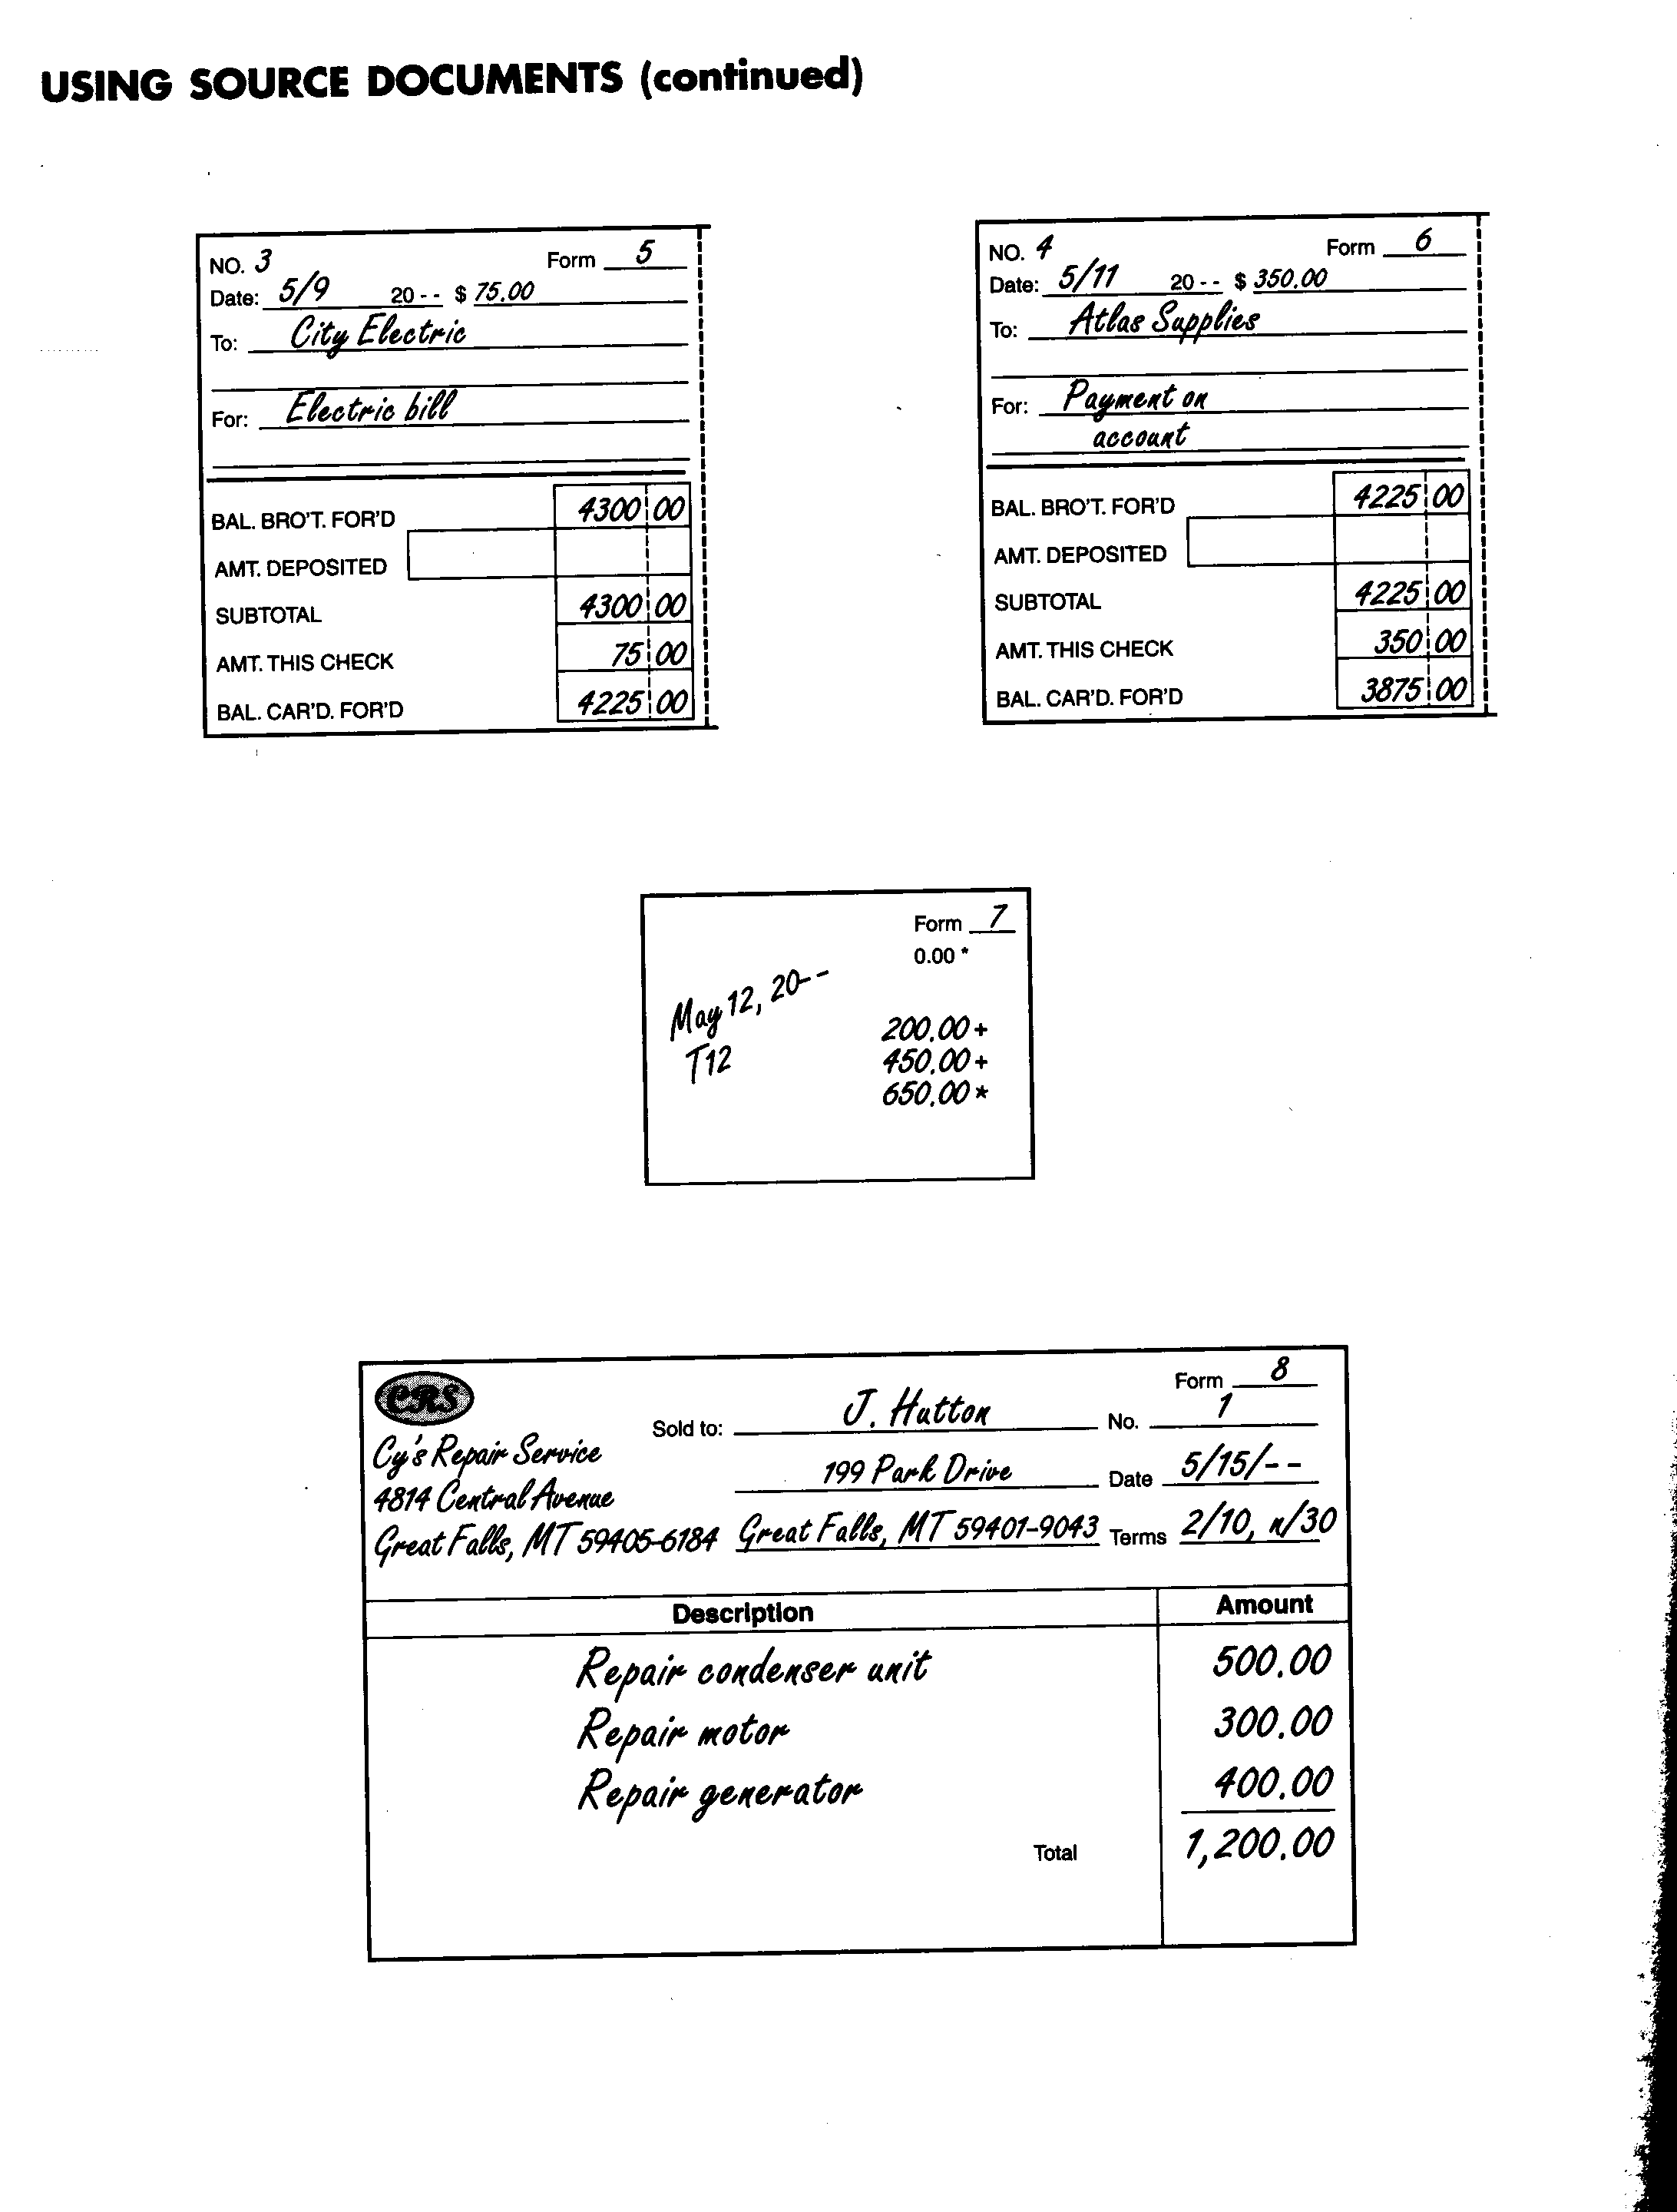 USING SOURCE DOCUMENTS (continued)
NO. 3 Form 5
Date: 5/9 20 - - $ 75.00
To: City Electric
For: Electric bill
BAL. BRO'T. FOR'D 4300 00
AMT. DEPOSITED
SUBTOTAL 4300 00
AMT. THIS CHECK 75 00
BAL. CAR'D. FOR'D 4225 00
NO. 4 Form 6
Date: 5/11 20 - - $ 350.00
To: Atlas Supplies
For: Payment on
account
BAL. BRO'T. FOR'D 4225 00
AMT. DEPOSITED
SUBTOTAL 4225 00
AMT. THIS CHECK 350 00
BAL. CAR'D. FOR'D 3875 00
Form 7
0.00 *
May 12, 20--
T12
200.00+
450.00+
650.00*
CRS
Cy's Repair Service
4814 Central Avenue
Great Falls, MT 59405-6184
Form 8
Sold to: J. Hutton No. 1
199 Park Drive Date 5/15/--
Great Falls, MT 59401-9043 Terms 2/10, n/30
Description Amount
Repair condenser unit 500.00
Repair motor 300.00
Repair generator 400.00
Total 1,200.00